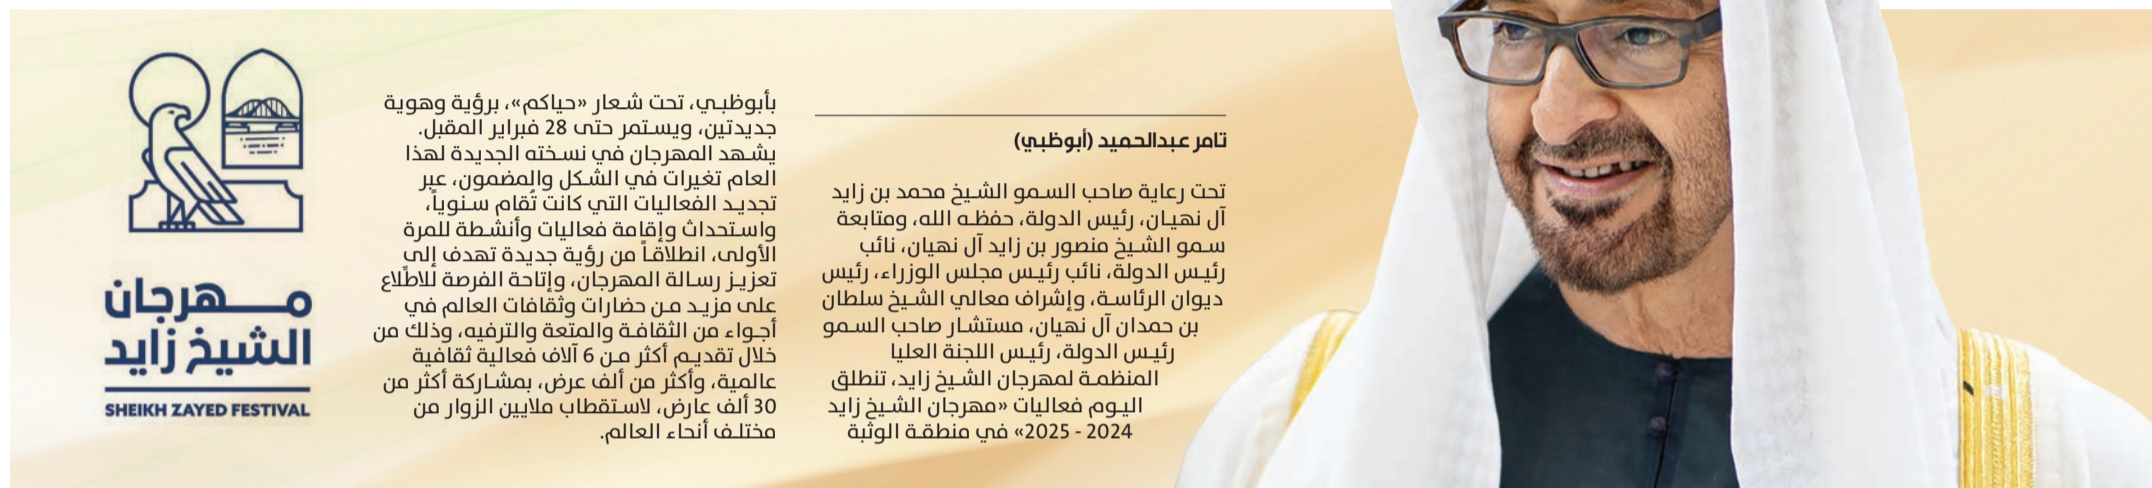 تامر عبدالحميد (أبوظبي)
تحت رعاية صاحب السمو الشيخ محمد بن زايد
آل نهيان، رئيس الدولة، حفظه الله، ومتابعة
سمو الشيخ منصور بن زايد آل نهيان، نائب
رئيس الدولة، نائب رئيس مجلس الوزراء، رئيس
ديوان الرئاسة، وإشراف معالي الشيخ سلطان
بن حمدان آل نهيان، مستشار صاحب السمو
رئيس الدولة، رئيس اللجنة العليا
المنظمة لمهرجان الشيخ زايد، تنطلق
اليوم فعاليات «مهرجان الشيخ زايد
2024 - 2025» في منطقة الوثبة
بأبوظبي، تحت شعار «حياكم»، برؤية وهوية
جديدتين، ويستمر حتى 28 فبراير المقبل.
يشهد المهرجان في نسخته الجديدة لهذا
العام تغيرات في الشكل والمضمون، عبر
تجديد الفعاليات التي كانت تُقام سنوياً،
واستحداث وإقامة فعاليات وأنشطة للمرة
الأولى، انطلاقاً من رؤية جديدة تهدف إلى
تعزيز رسالة المهرجان، وإتاحة الفرصة للاطّلاع
على مزيد من حضارات وثقافات العالم في
أجواء من الثقافة والمتعة والترفيه، وذلك من
خلال تقديم أكثر من 6 آلاف فعالية ثقافية
عالمية، وأكثر من ألف عرض، بمشاركة أكثر من
30 ألف عارض، لاستقطاب ملايين الزوار من
مختلف أنحاء العالم.
مهرجان
الشيخ زايد
SHEIKH ZAYED FESTIVAL